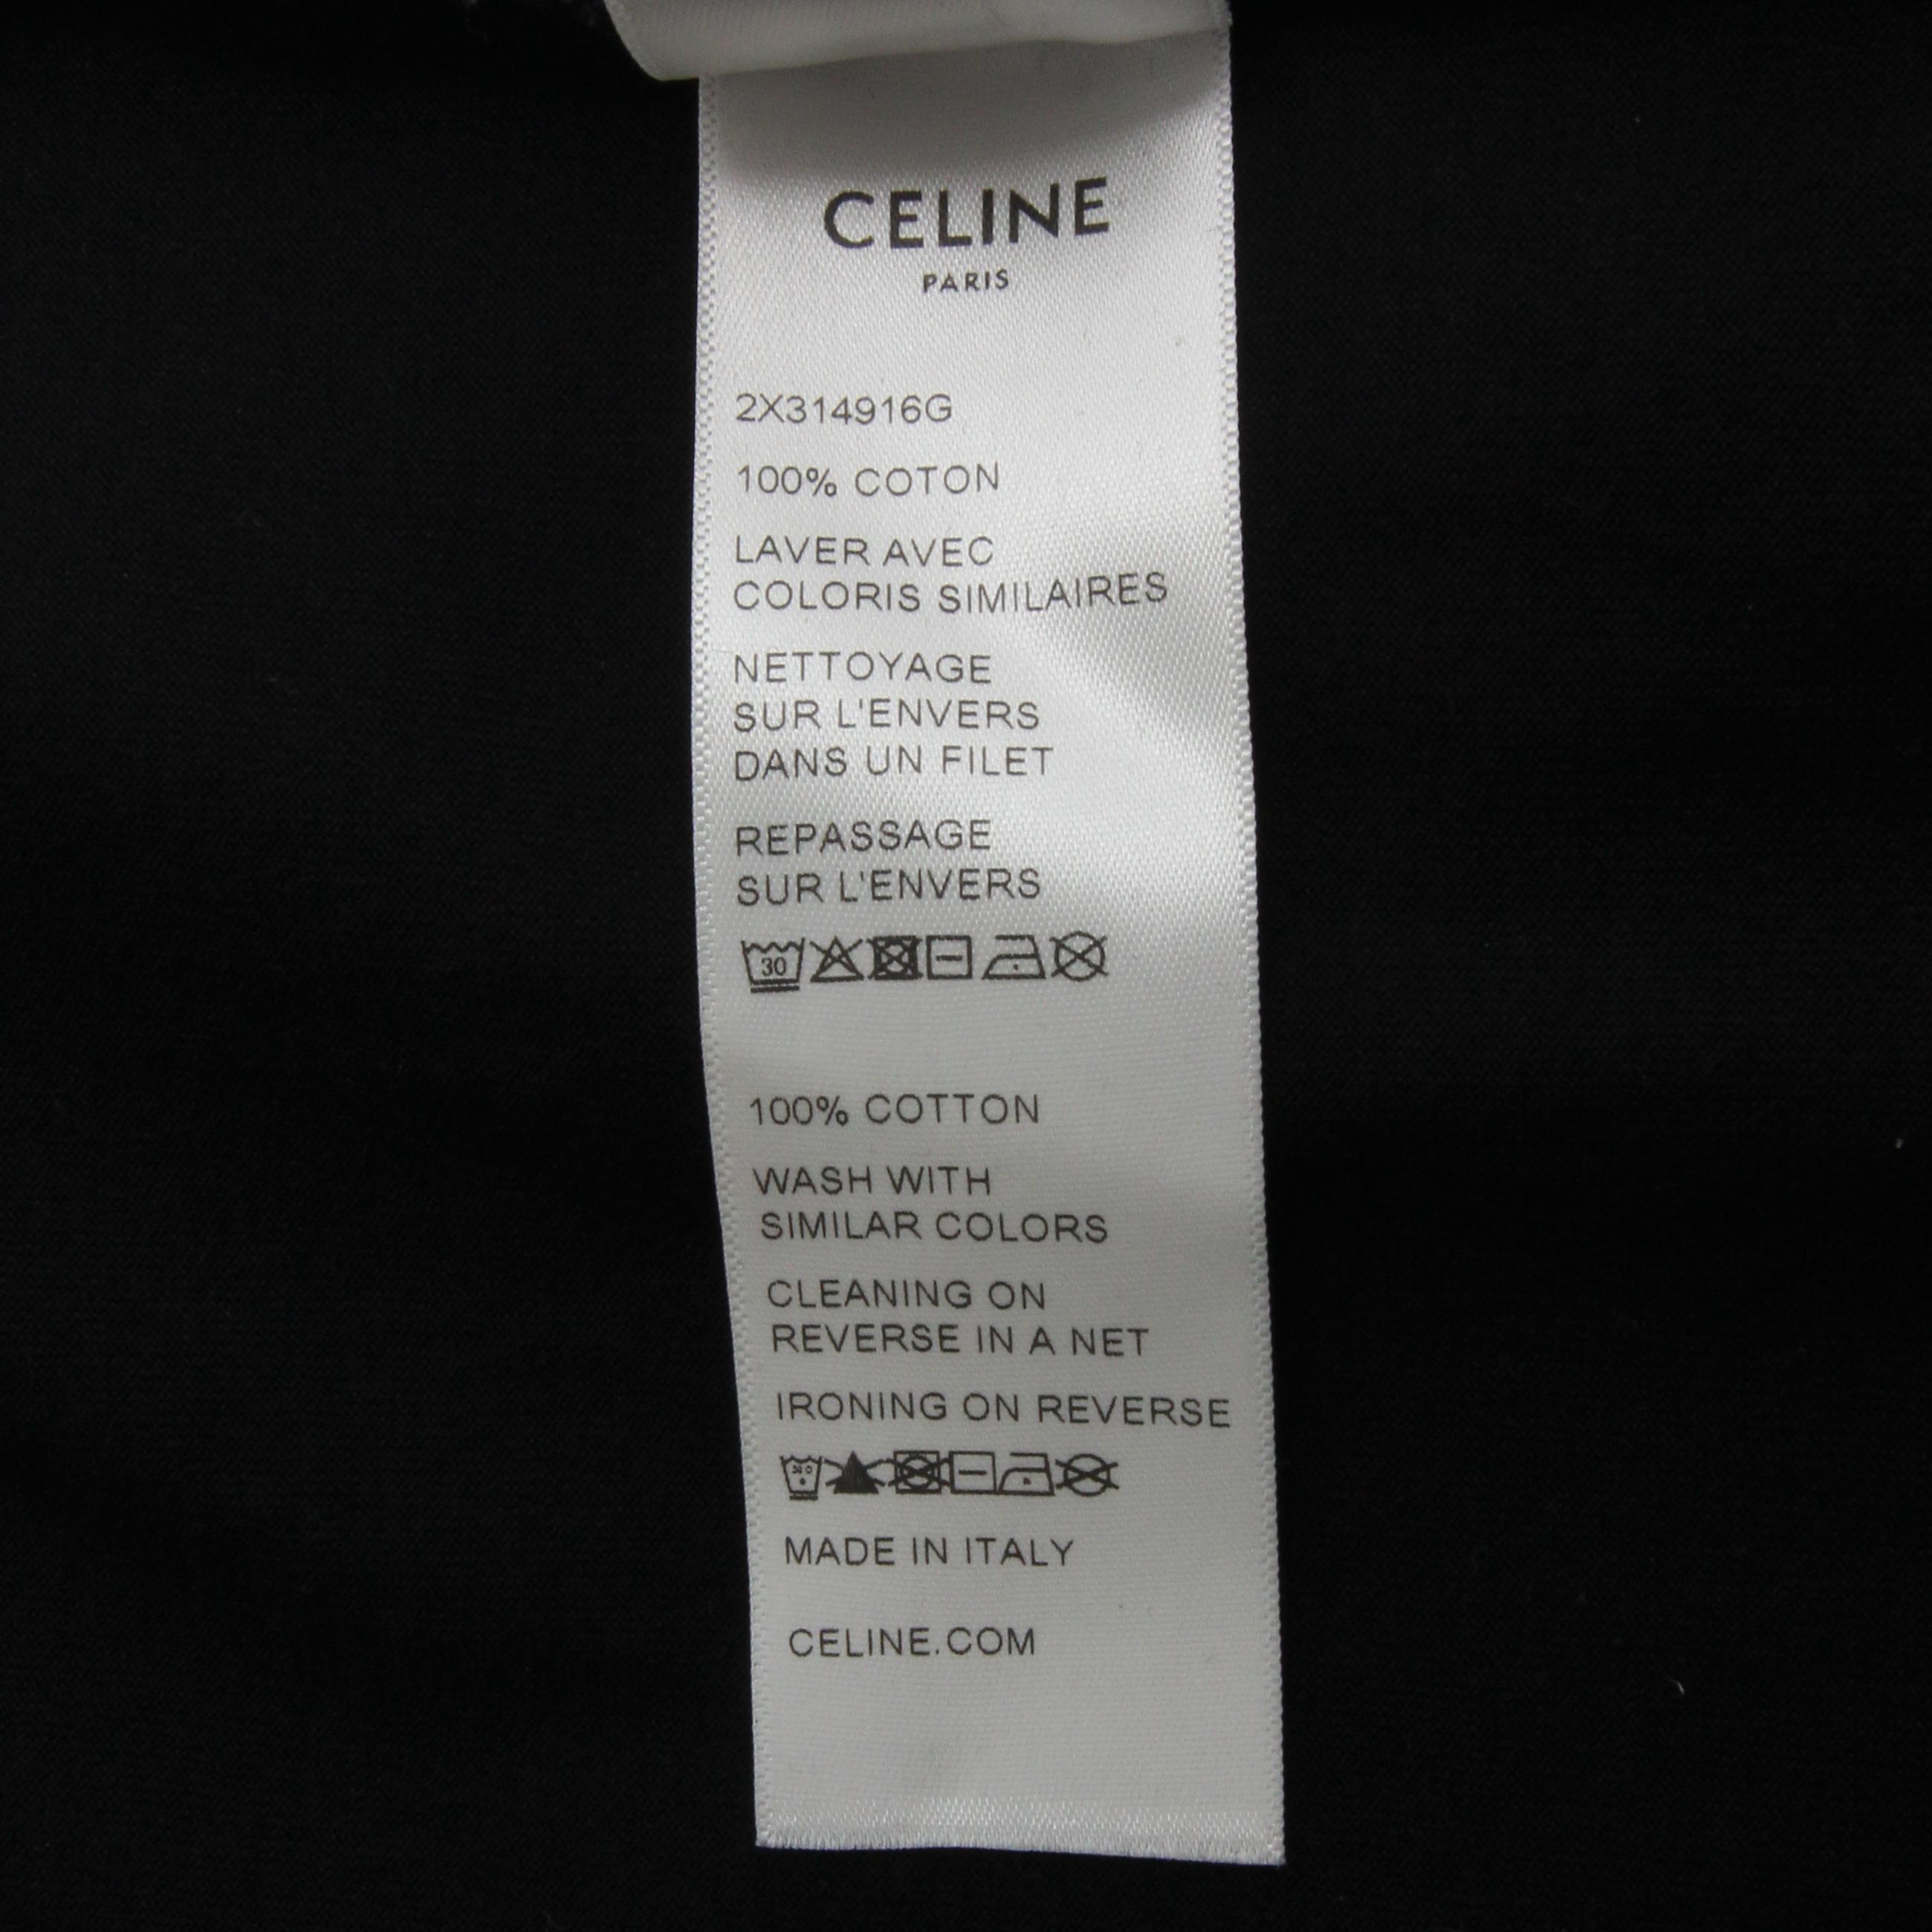 CELINE
PARIS
2X314916G
100% COTON
LAVER AVEC
COLORIS SIMILAIRES
NETTOYAGE
SUR L'ENVERS
DANS UN FILET
REPASSAGE
SUR L'ENVERS
30
100% COTTON
WASH WITH
SIMILAR COLORS
CLEANING ON
REVERSE IN A NET
IRONING ON REVERSE
MADE IN ITALY
CELINE.COM